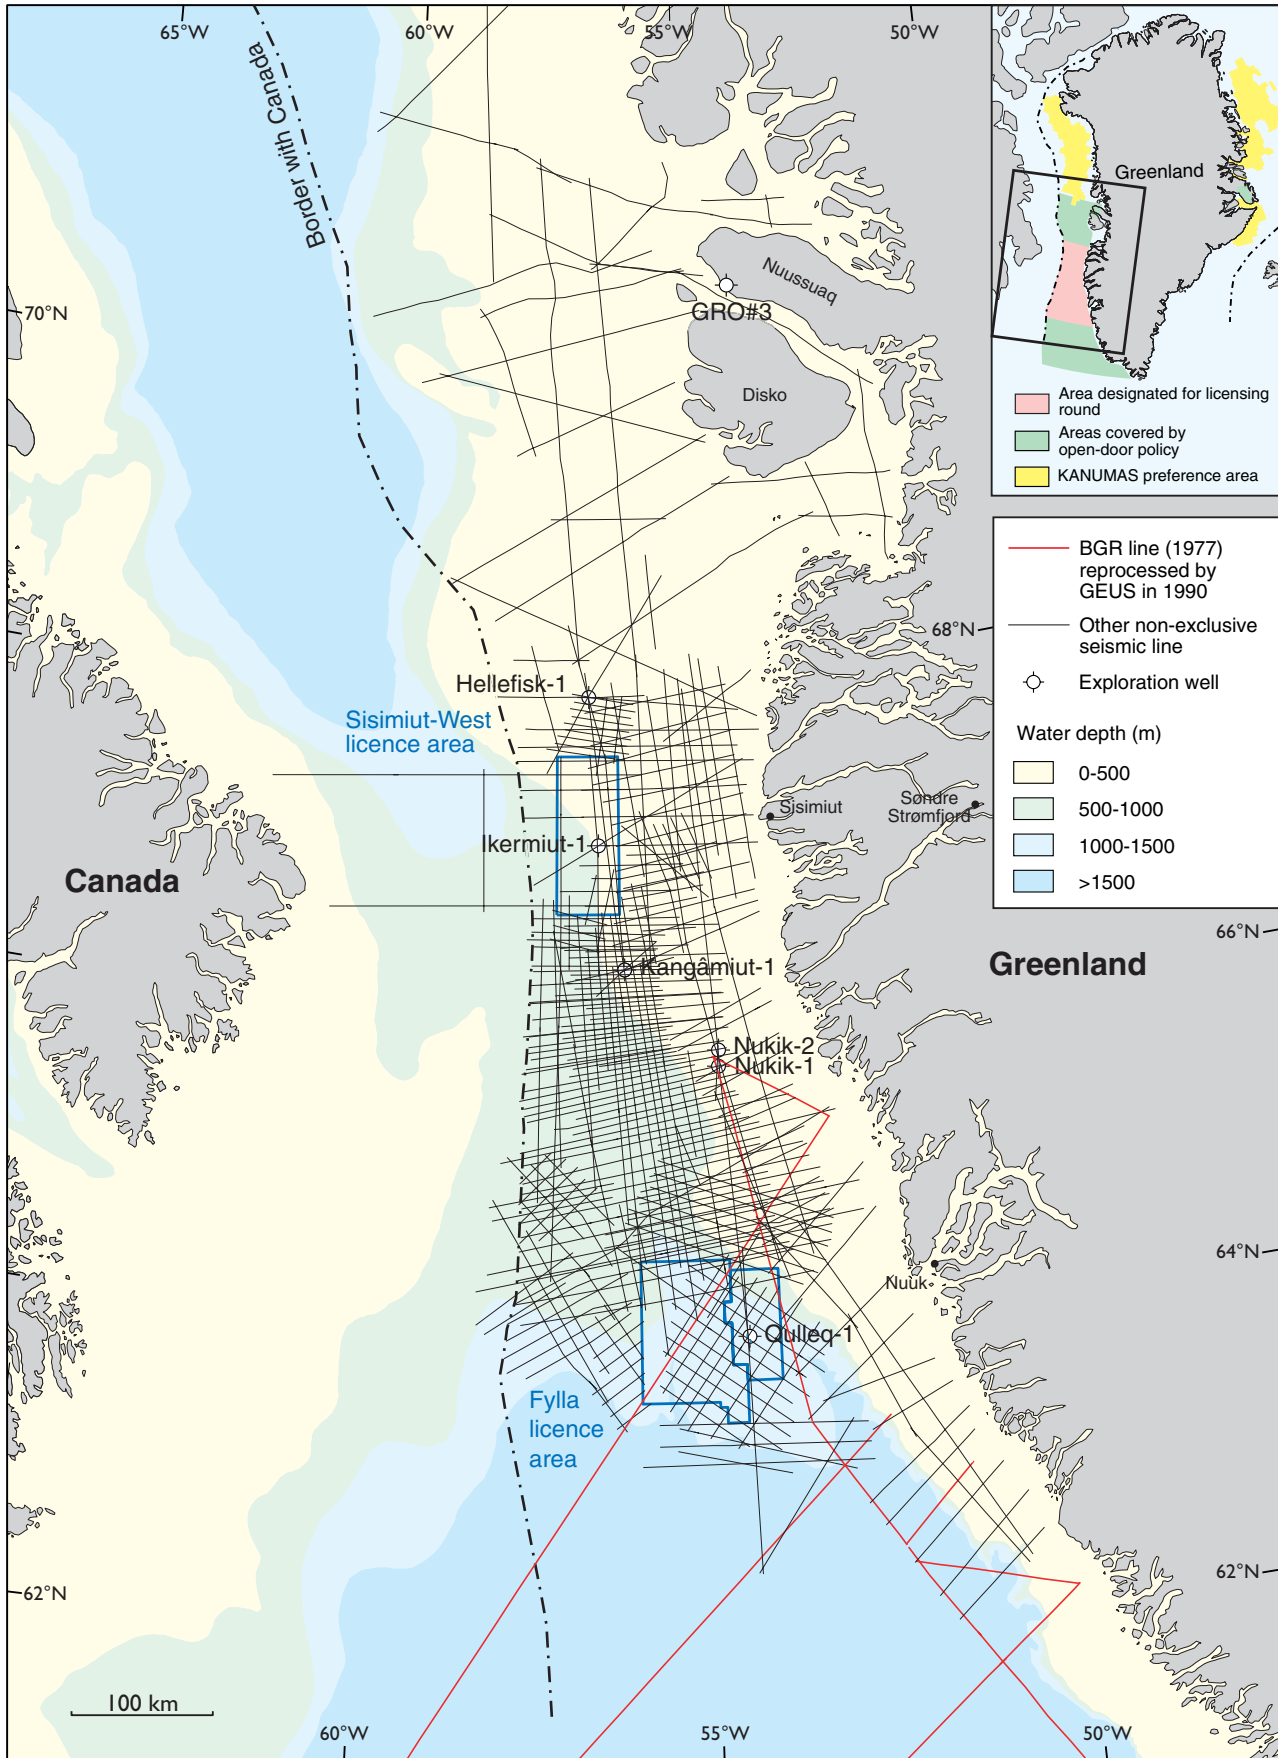 65°W
60°W
55°W
50°W
Border with Canada
Greenland
Area designated for licensing
round
Areas covered by
open-door policy
KANUMAS preference area
Nuussuaq
GRO#3
70°N
Disko
BGR line (1977)
reprocessed by
GEUS in 1990
Other non-exclusive
seismic line
Exploration well
Water depth (m)
0-500
500-1000
1000-1500
>1500
68°N
Hellefisk-1
Sisimiut-West
licence area
Sisimiut
Søndre
Strømfjord
Ikermiut-1
Canada
66°N
Greenland
Kangâmiut-1
Nukik-2
Nukik-1
64°N
Nuuk
Qulleq-1
Fylla
licence
area
62°N
62°N
100 km
60°W
55°W
50°W